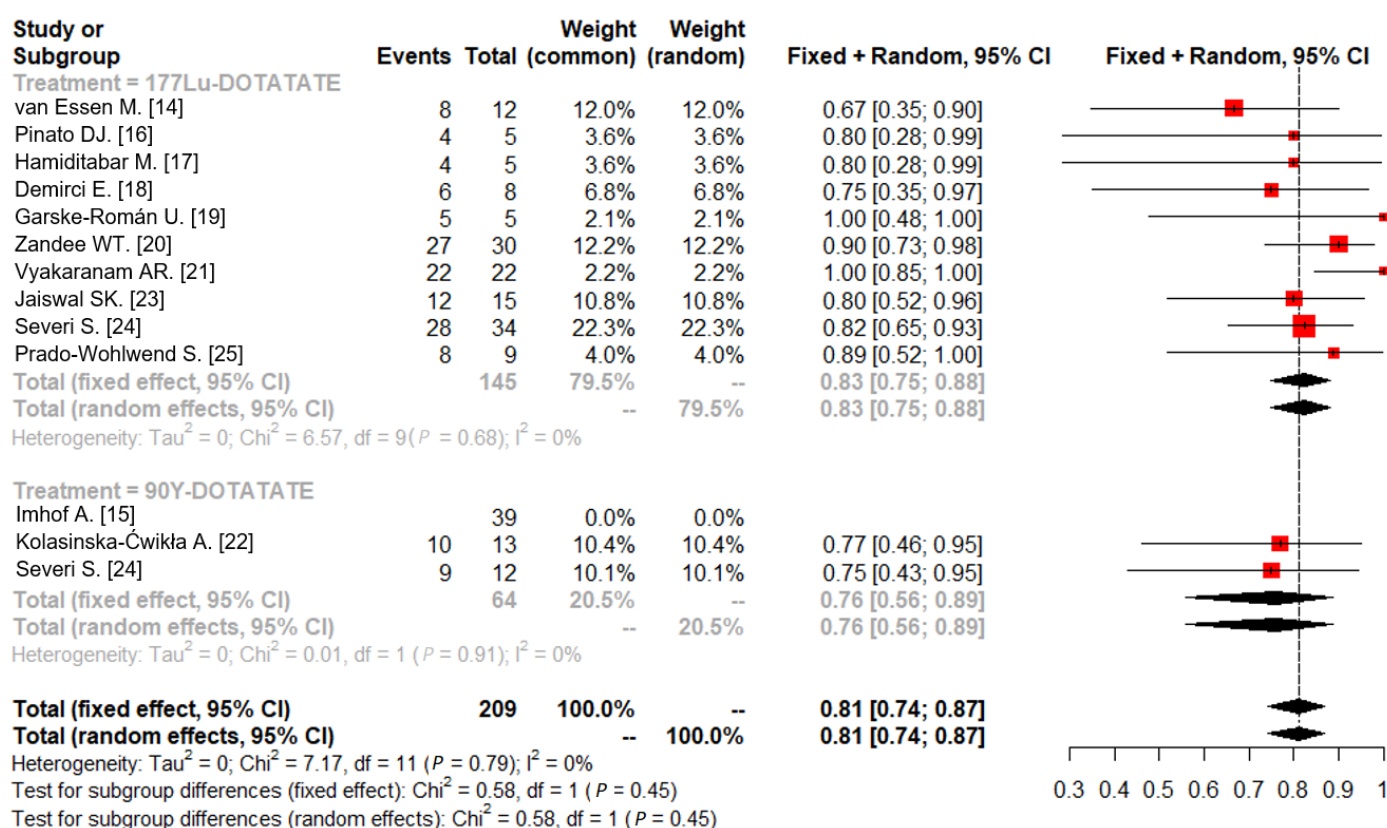 Study or Weight Weight
Subgroup Events Total (common) (random) Fixed + Random, 95% CI Fixed + Random, 95% CI
Treatment = 177Lu-DOTATATE
van Essen M. [14] 8 12 12.0% 12.0% 0.67 [0.35; 0.90]
Pinato DJ. [16] 4 5 3.6% 3.6% 0.80 [0.28; 0.99]
Hamiditabar M. [17] 4 5 3.6% 3.6% 0.80 [0.28; 0.99]
Demirci E. [18] 6 8 6.8% 6.8% 0.75 [0.35; 0.97]
Garske-Román U. [19] 5 5 2.1% 2.1% 1.00 [0.48; 1.00]
Zandee WT. [20] 27 30 12.2% 12.2% 0.90 [0.73; 0.98]
Vyakaranam AR. [21] 22 22 2.2% 2.2% 1.00 [0.85; 1.00]
Jaiswal SK. [23] 12 15 10.8% 10.8% 0.80 [0.52; 0.96]
Severi S. [24] 28 34 22.3% 22.3% 0.82 [0.65; 0.93]
Prado-Wohlwend S. [25] 8 9 4.0% 4.0% 0.89 [0.52; 1.00]
Total (fixed effect, 95% CI) 145 79.5% -- 0.83 [0.75; 0.88]
Total (random effects, 95% CI) -- 79.5% 0.83 [0.75; 0.88]
Heterogeneity: Tau² = 0; Chi² = 6.57, df = 9(P = 0.68); I² = 0%
Treatment = 90Y-DOTATATE
Imhof A. [15] 39 0.0% 0.0%
Kolasinska-Ćwikła A. [22] 10 13 10.4% 10.4% 0.77 [0.46; 0.95]
Severi S. [24] 9 12 10.1% 10.1% 0.75 [0.43; 0.95]
Total (fixed effect, 95% CI) 64 20.5% -- 0.76 [0.56; 0.89]
Total (random effects, 95% CI) -- 20.5% 0.76 [0.56; 0.89]
Heterogeneity: Tau² = 0; Chi² = 0.01, df = 1 (P = 0.91); I² = 0%
Total (fixed effect, 95% CI) 209 100.0% -- 0.81 [0.74; 0.87]
Total (random effects, 95% CI) -- 100.0% 0.81 [0.74; 0.87]
Heterogeneity: Tau² = 0; Chi² = 7.17, df = 11 (P = 0.79); I² = 0%
Test for subgroup differences (fixed effect): Chi² = 0.58, df = 1 (P = 0.45)
Test for subgroup differences (random effects): Chi² = 0.58, df = 1 (P = 0.45)
0.3 0.4 0.5 0.6 0.7 0.8 0.9 1